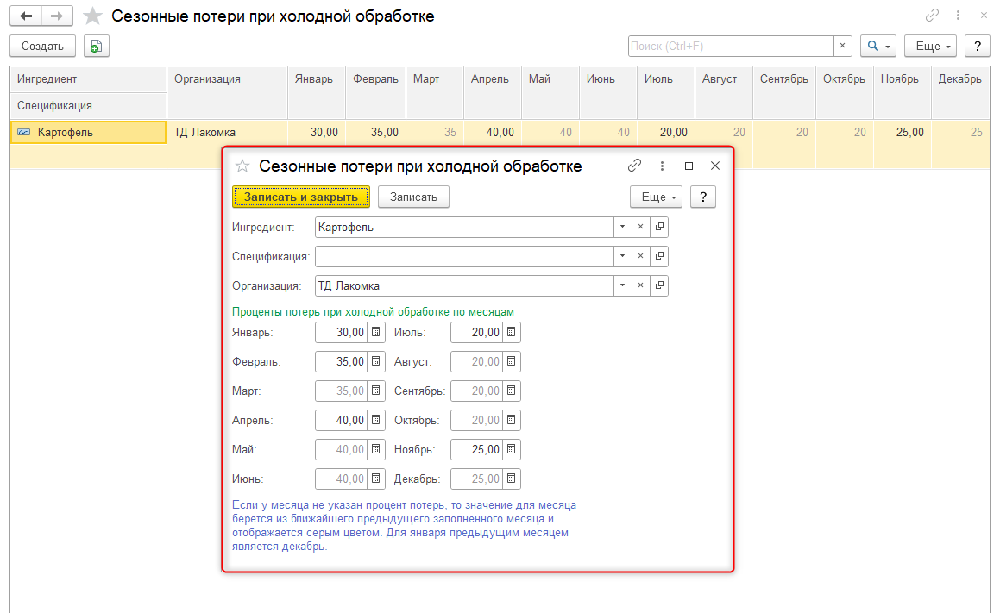 Сезонные потери при холодной обработке
Создать
Поиск (Ctrl+F)
×
Еще
?
Ингредиент Организация Январь Февраль Март Апрель Май Июнь Июль Август Сентябрь Октябрь Ноябрь Декабрь
Спецификация
Картофель ТД Лакомка 30,00 35,00 35 40,00 40 40 20,00 20 20 20 25,00 25
Сезонные потери при холодной обработке
Записать и закрыть Записать Еще ?
Ингредиент: Картофель
Спецификация:
Организация: ТД Лакомка
Проценты потерь при холодной обработке по месяцам
Январь: 30,00 Июль: 20,00
Февраль: 35,00 Август: 20,00
Март: 35,00 Сентябрь: 20,00
Апрель: 40,00 Октябрь: 20,00
Май: 40,00 Ноябрь: 25,00
Июнь: 40,00 Декабрь: 25,00
Если у месяца не указан процент потерь, то значение для месяца
берется из ближайшего предыдущего заполненного месяца и
отображается серым цветом. Для января предыдущим месяцем
является декабрь.